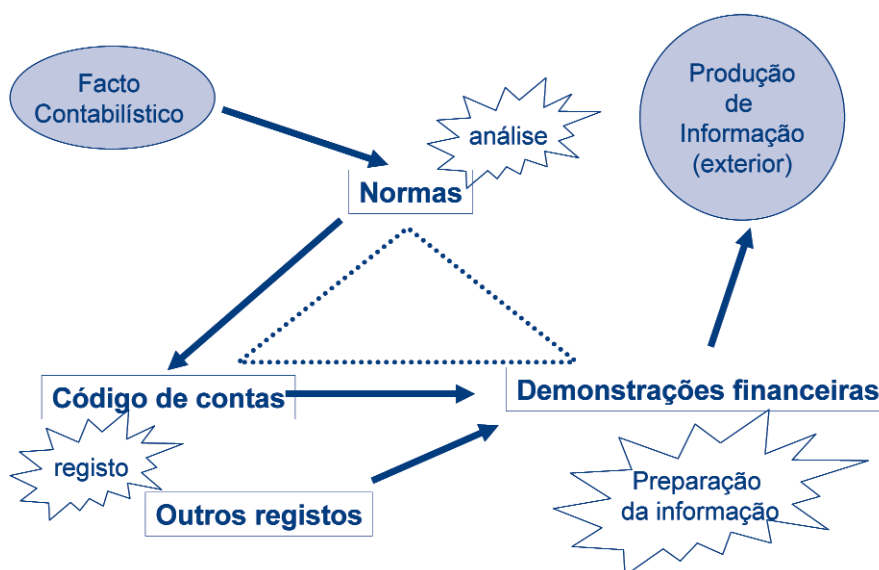 Facto
Contabilístico
análise
Normas
Produção
de
Informação
(exterior)
Código de contas
registo
Outros registos
Demonstrações financeiras
Preparação
da informação